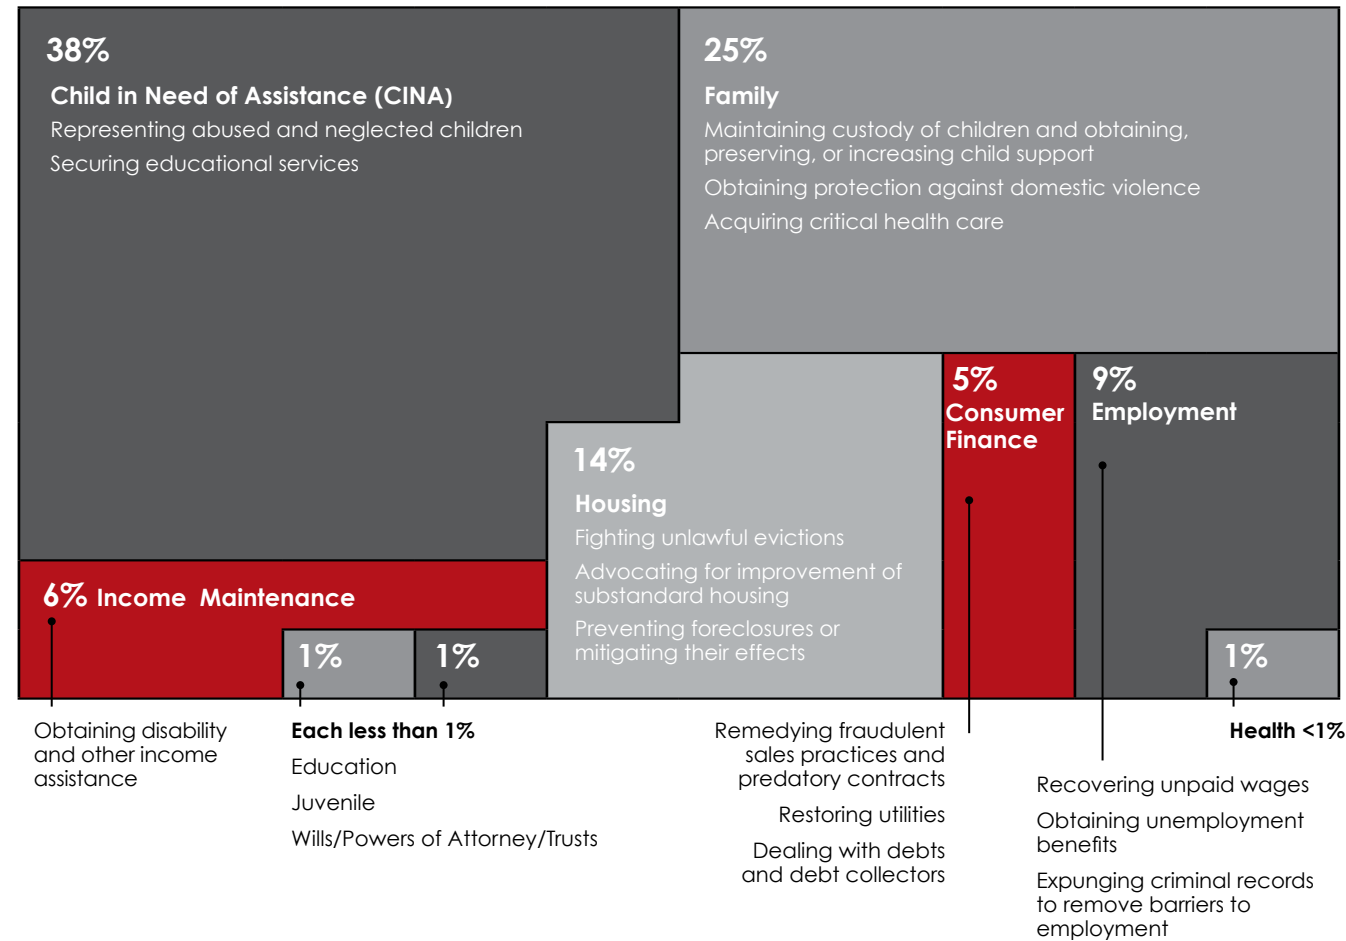 38%
Child in Need of Assistance (CINA)
Representing abused and neglected children
Securing educational services
25%
Family
Maintaining custody of children and obtaining,
preserving, or increasing child support
Obtaining protection against domestic violence
Acquiring critical health care
14%
Housing
Fighting unlawful evictions
Advocating for improvement of
substandard housing
Preventing foreclosures or
mitigating their effects
5%
Consumer
Finance
9%
Employment
6% Income Maintenance
1%
1%
1%
Obtaining disability
and other income
assistance
Each less than 1%
Education
Juvenile
Wills/Powers of Attorney/Trusts
Remedying fraudulent
sales practices and
predatory contracts
Restoring utilities
Dealing with debts
and debt collectors
Recovering unpaid wages
Obtaining unemployment
benefits
Expunging criminal records
to remove barriers to
employment
Health <1%